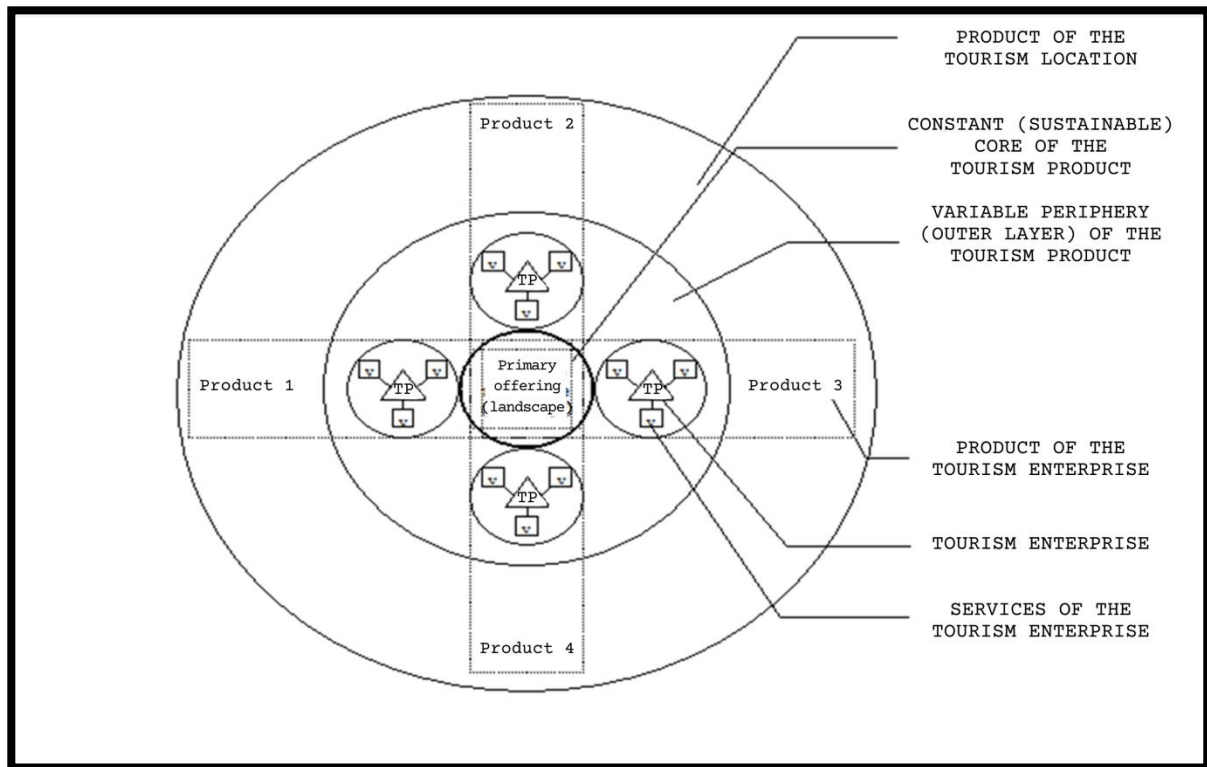 PRODUCT OF THE
TOURISM LOCATION
CONSTANT (SUSTAINABLE)
CORE OF THE
TOURISM PRODUCT
VARIABLE PERIPHERY
(OUTER LAYER) OF THE
TOURISM PRODUCT
Product 2
v v
TP
v
Product 1
v v
TP
v
Primary
offering
(landscape)
v v
TP
v
Product 3
v v
TP
v
Product 4
PRODUCT OF THE
TOURISM ENTERPRISE
TOURISM ENTERPRISE
SERVICES OF THE
TOURISM ENTERPRISE